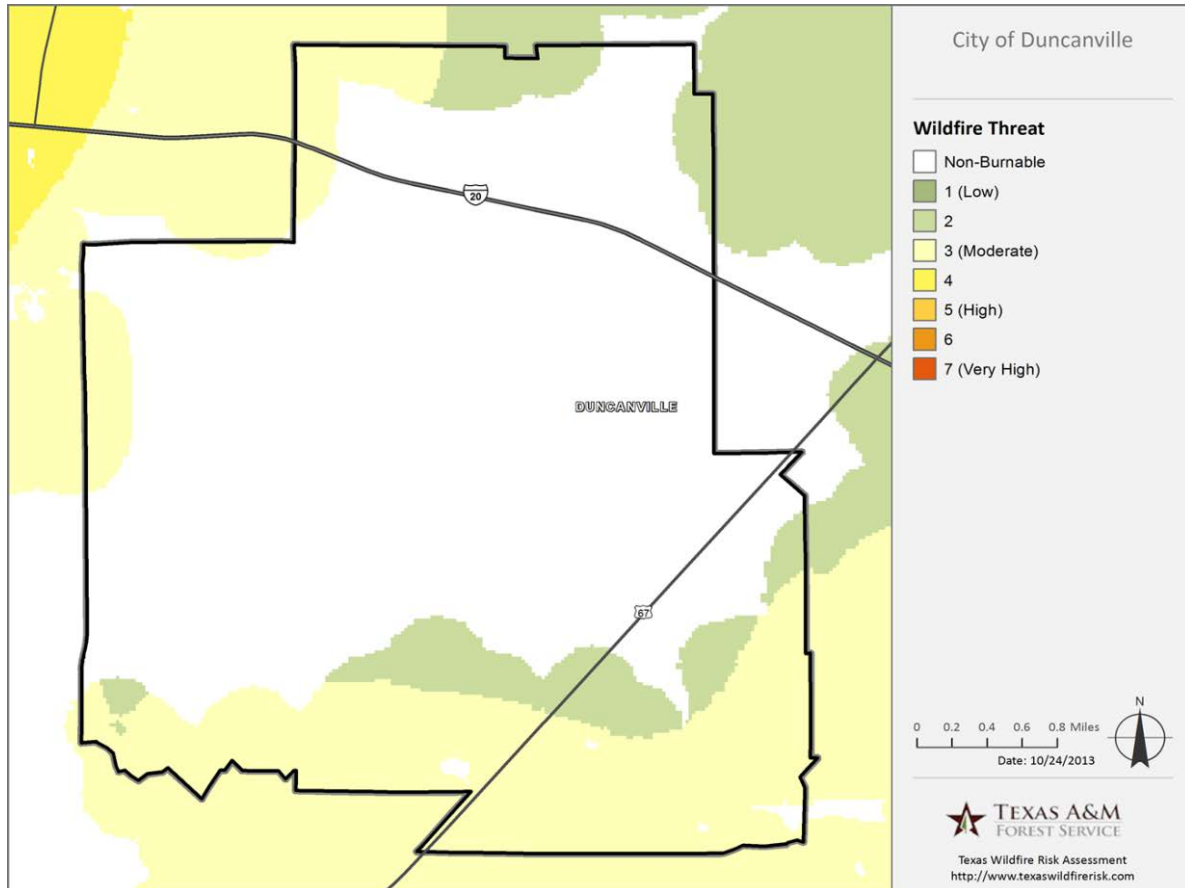 City of Duncanville
Wildfire Threat
Non-Burnable
1 (Low)
2
3 (Moderate)
4
5 (High)
6
7 (Very High)
20
DUNCANVILLE
67
N
0 0.2 0.4 0.6 0.8 Miles
Date: 10/24/2013
TEXAS A&M
FOREST SERVICE
Texas Wildfire Risk Assessment
http://www.texaswildfirerisk.com